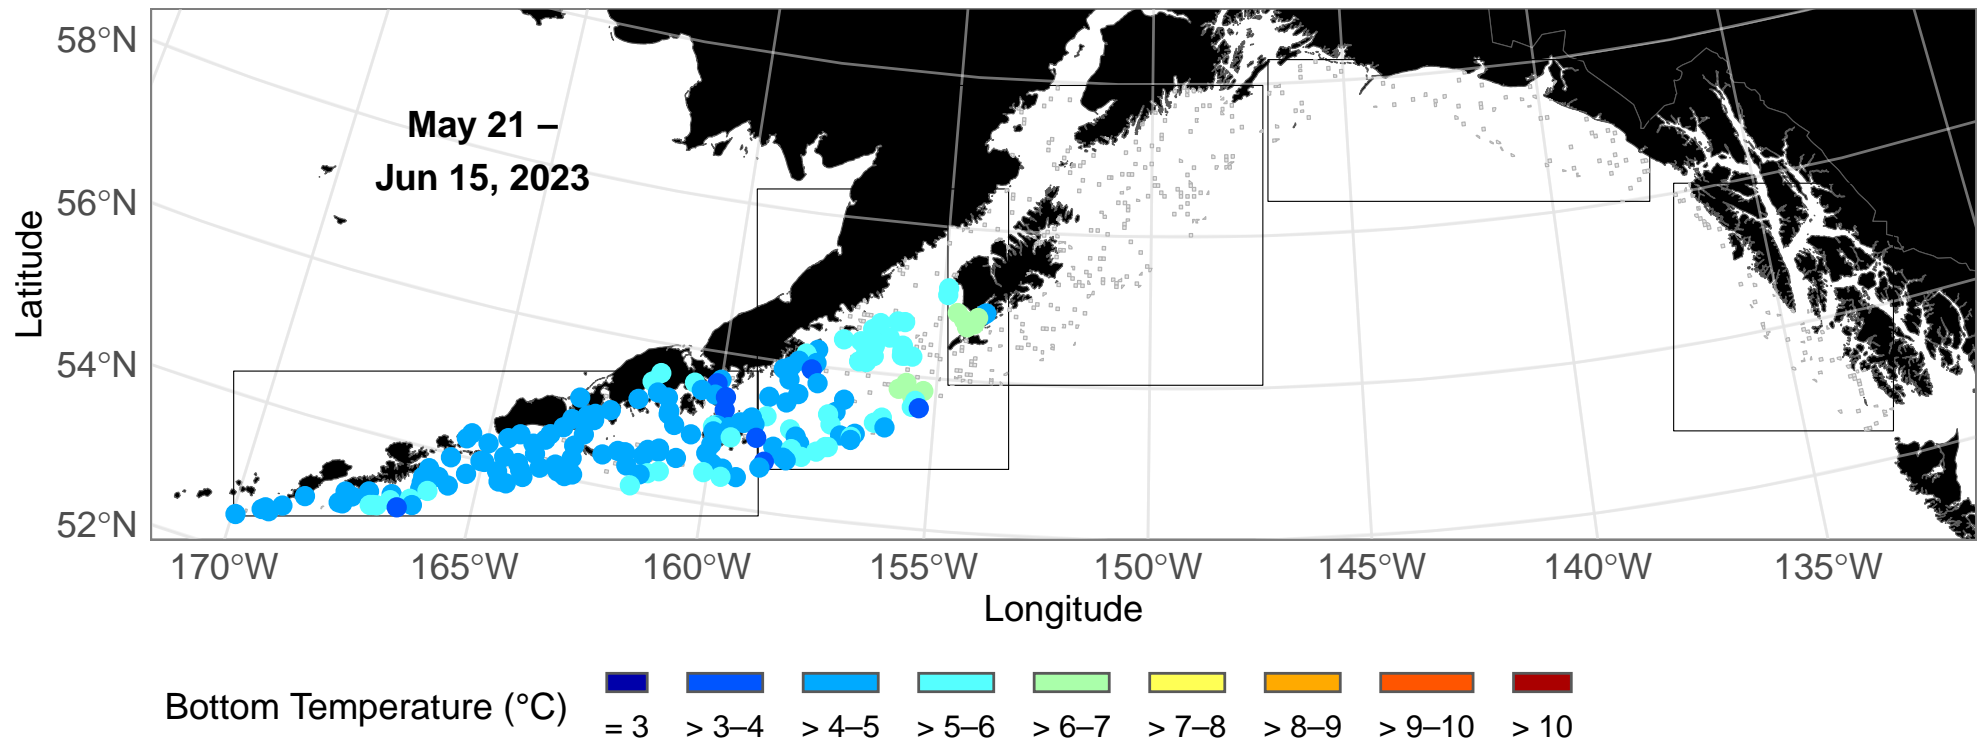 58°N
56°N
54°N
52°N
Latitude
May 21 –
Jun 15, 2023
170°W 165°W 160°W 155°W 150°W 145°W 140°W 135°W
Longitude
Bottom Temperature (°C)
= 3 > 3–4 > 4–5 > 5–6 > 6–7 > 7–8 > 8–9 > 9–10 > 10